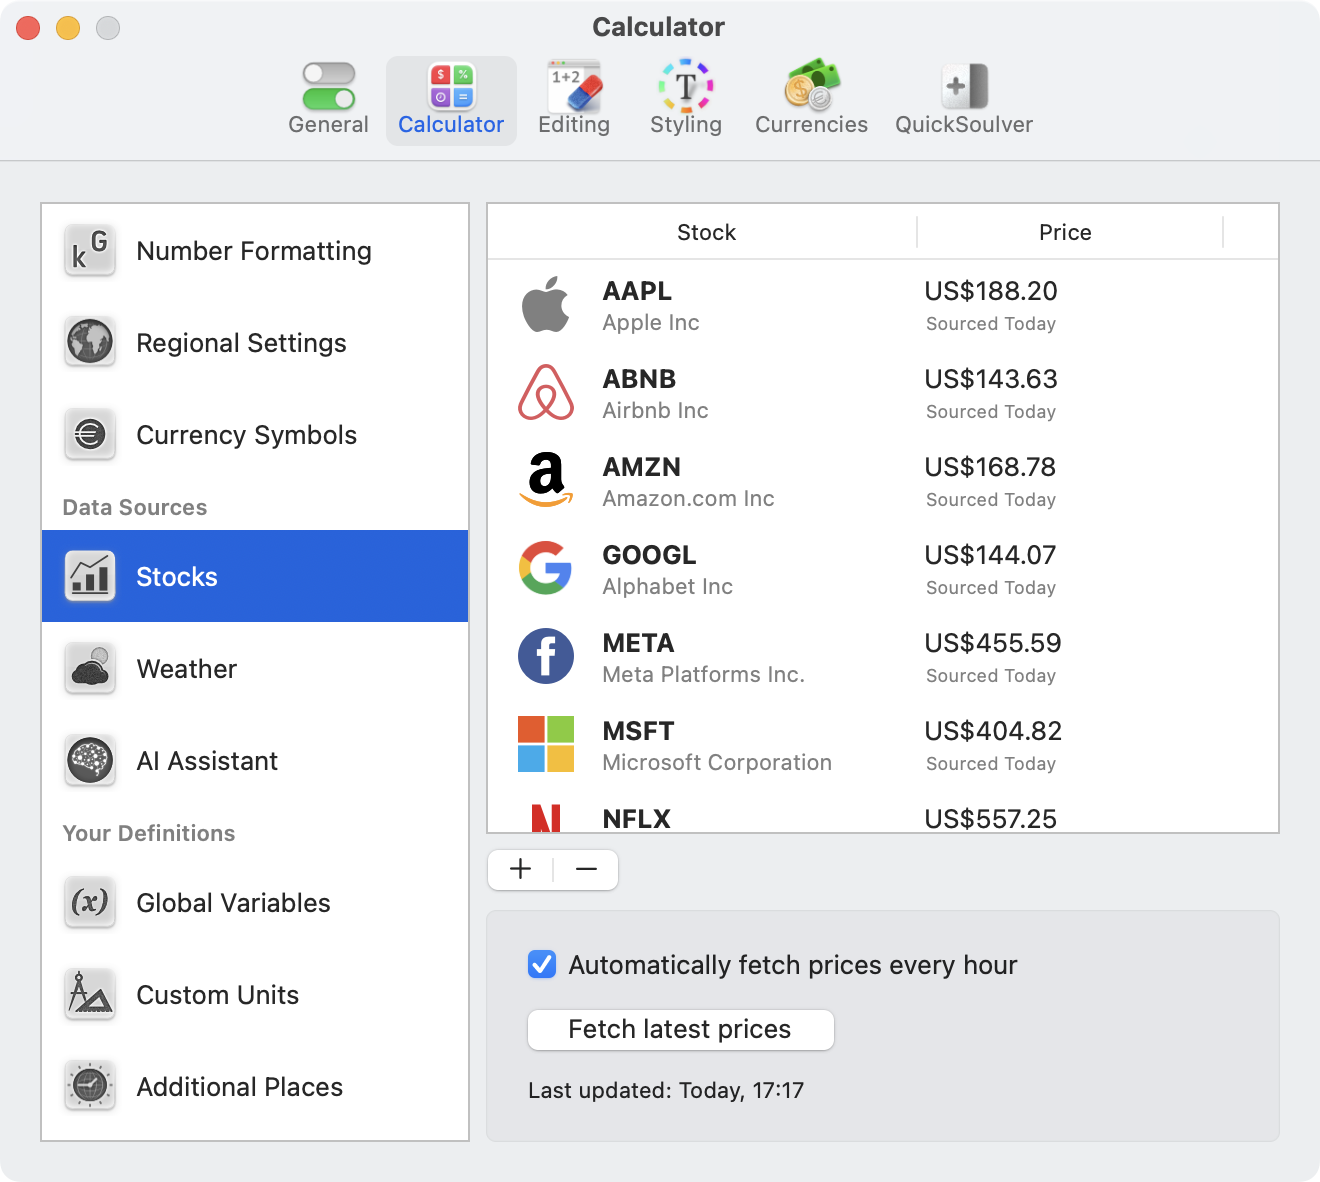 Calculator
General
Calculator
1+2
Editing
T
Styling
Currencies
QuickSoulver
k G
Number Formatting
Regional Settings
Currency Symbols
Data Sources
Stocks
Weather
AI Assistant
Your Definitions
(x)
Global Variables
Custom Units
Additional Places
Stock Price
AAPL US$188.20
Apple Inc Sourced Today
ABNB US$143.63
Airbnb Inc Sourced Today
AMZN US$168.78
Amazon.com Inc Sourced Today
GOOGL US$144.07
Alphabet Inc Sourced Today
META US$455.59
Meta Platforms Inc. Sourced Today
MSFT US$404.82
Microsoft Corporation Sourced Today
NFLX US$557.25
+ −
Automatically fetch prices every hour
Fetch latest prices
Last updated: Today, 17:17